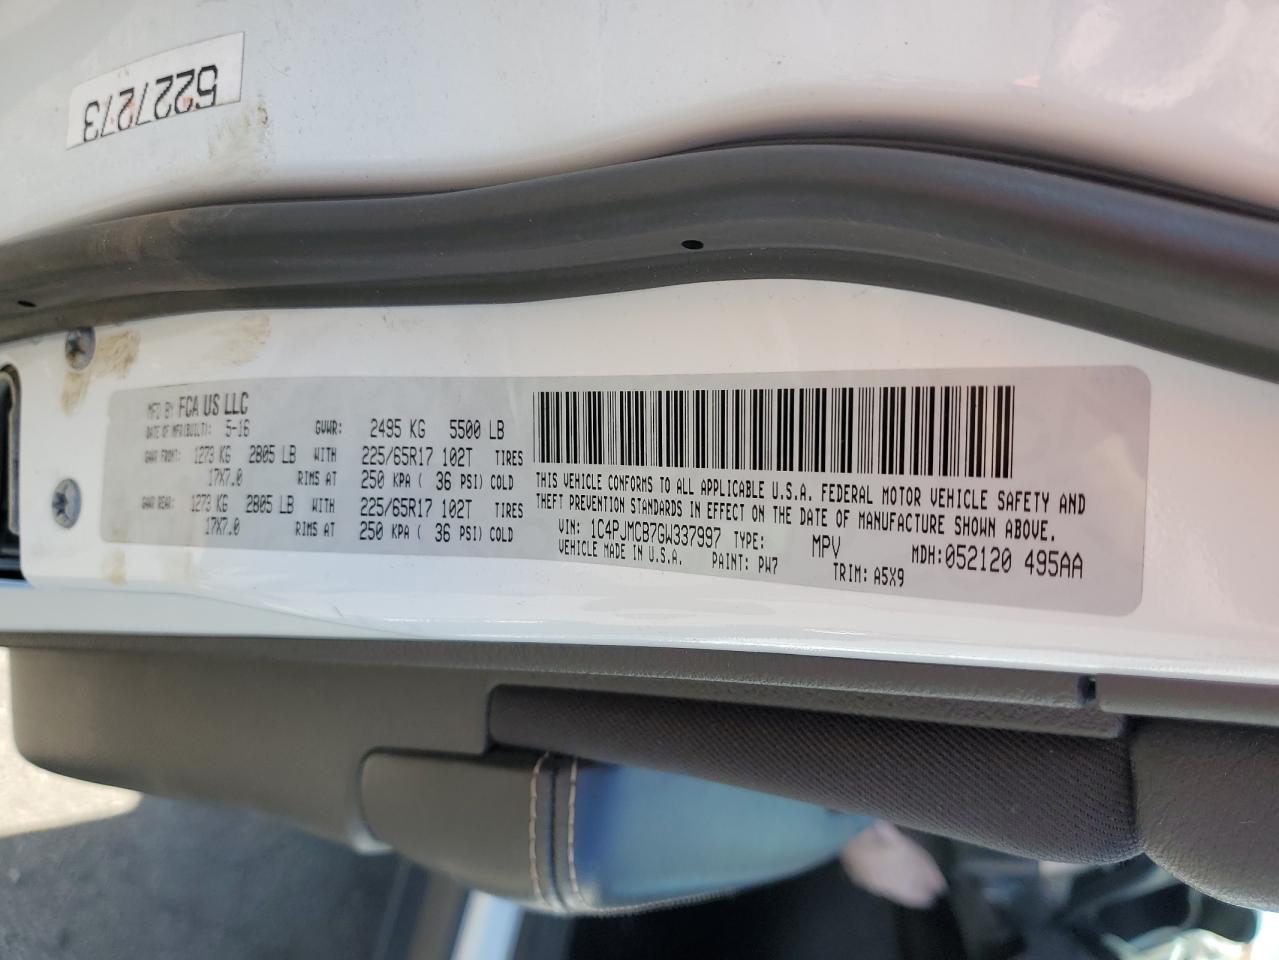 5227273
MFD BY FCA US LLC
DATE OF MFR(BUILT): 5-16 GVWR: 2495 KG 5500 LB
GAWR FRONT: 1273 KG 2805 LB WITH 225/65R17 102T TIRES
17X7.0 RIMS AT 250 KPA ( 36 PSI) COLD
GAWR REAR: 1273 KG 2805 LB WITH 225/65R17 102T TIRES
17X7.0 RIMS AT 250 KPA ( 36 PSI) COLD
THIS VEHICLE CONFORMS TO ALL APPLICABLE U.S.A. FEDERAL MOTOR VEHICLE SAFETY AND
THEFT PREVENTION STANDARDS IN EFFECT ON THE DATE OF MANUFACTURE SHOWN ABOVE.
VIN: 1C4PJMCB7GW337997 TYPE: MPV MDH:052120 495AA
VEHICLE MADE IN U.S.A. PAINT: PW7 TRIM: A5X9